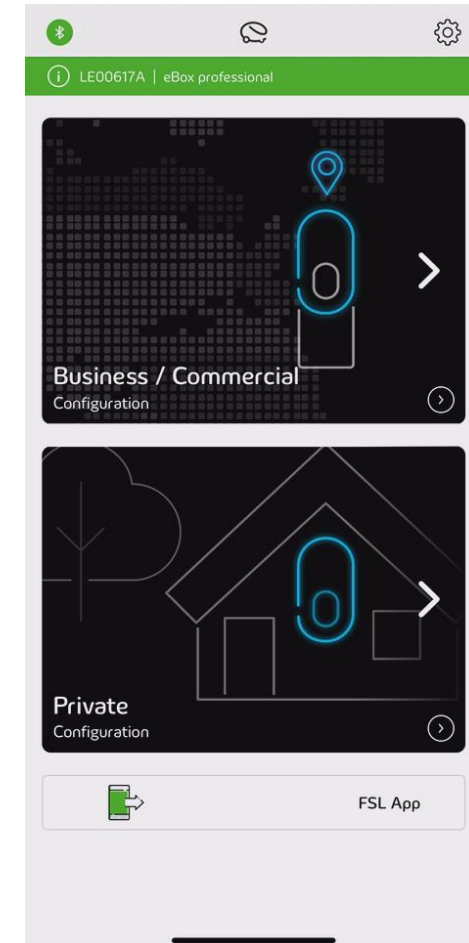 LE00617A | eBox professional
Business / Commercial
Configuration
Private
Configuration
FSL App